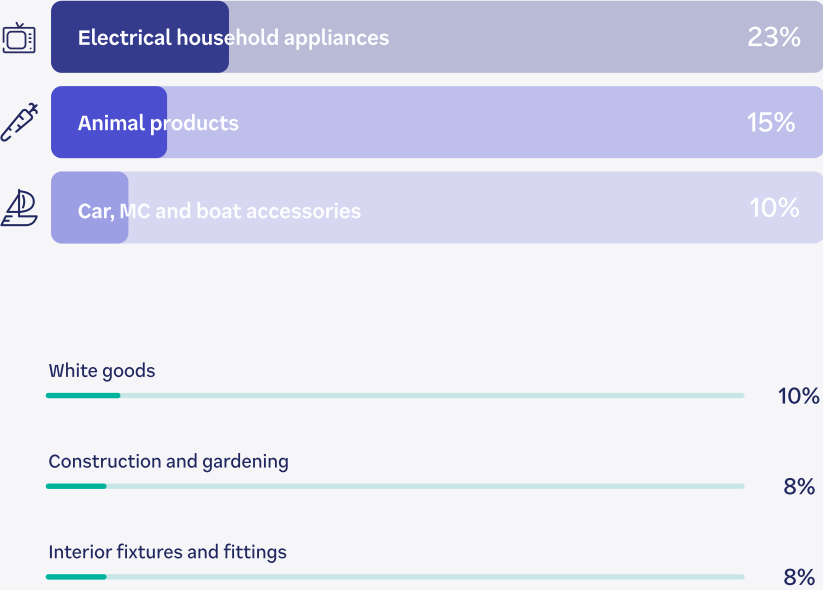 Electrical household appliances 23%
Animal products 15%
Car, MC and boat accessories 10%
White goods
10%
Construction and gardening
8%
Interior fixtures and fittings
8%